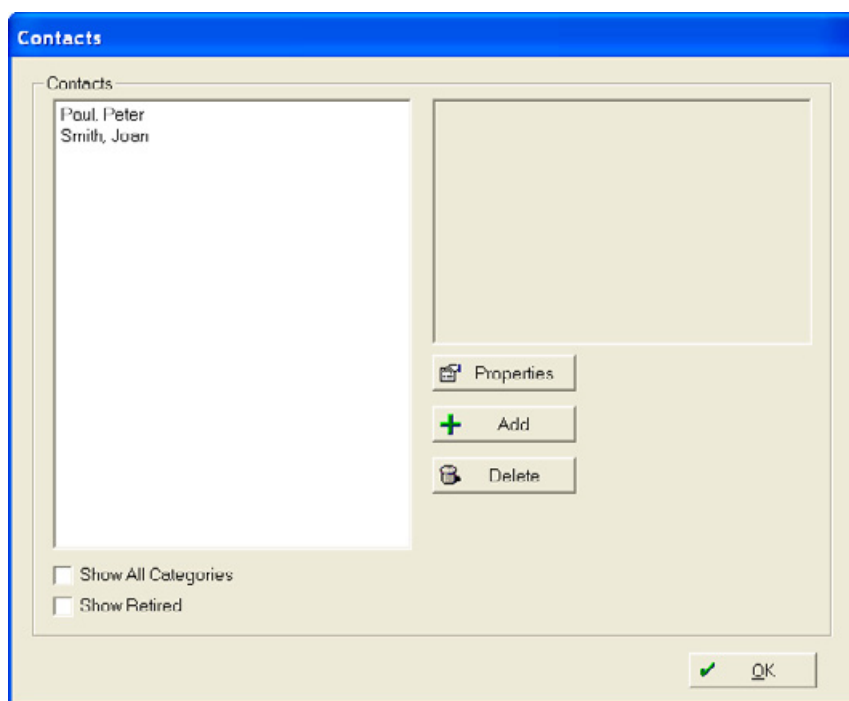 Contacts
Contacts
Paul, Peter
Smith, Joan
Properties
Add
Delete
Show All Categories
Show Retired
OK